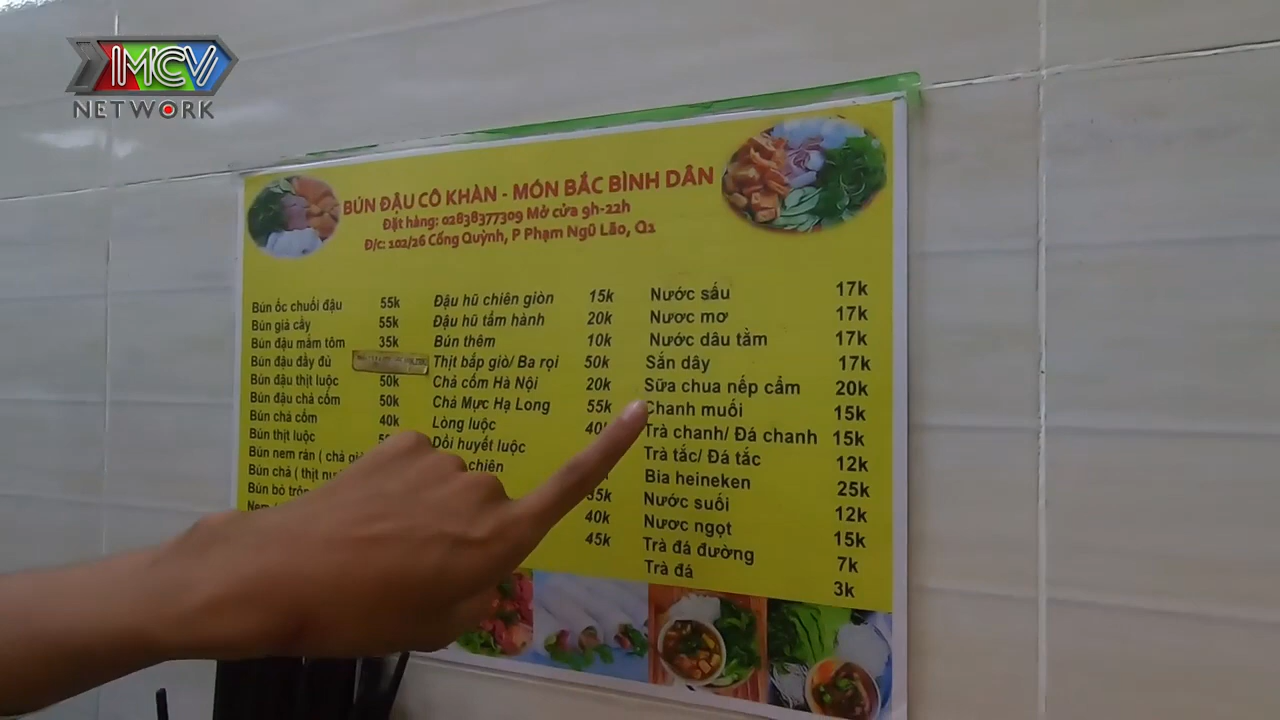 MCV
NETWORK
BÚN ĐẬU CÔ KHÀN - MÓN BẮC BÌNH DÂN
Đặt hàng: 02838377309 Mở cửa 9h-22h
Đ/c: 102/26 Cống Quỳnh, P Phạm Ngũ Lão, Q1
Bún ốc chuối đậu 55k
Bún giả cầy 55k
Bún đậu mắm tôm 35k
Bún đậu đầy đủ
Bún đậu thịt luộc 50k
Bún đậu chả cốm 50k
Bún chả cốm 40k
Bún thịt luộc
Bún nem rán ( chả
Bún chả ( thịt
Bún bò
Đậu hũ chiên giòn 15k
Đậu hũ tẩm hành 20k
Bún thêm 10k
Thịt bắp giò/ Ba rọi 50k
Chả cốm Hà Nội 20k
Chả Mực Hạ Long 55k
Lòng luộc 40k
Dồi huyết luộc
chiên
35k
40k
45k
Nước sấu 17k
Nươc mơ 17k
Nước dâu tằm 17k
Sắn dây 17k
Sữa chua nếp cẩm 20k
Chanh muối 15k
Trà chanh/ Đá chanh 15k
Trà tắc/ Đá tắc 12k
Bia heineken 25k
Nước suối 12k
Nươc ngọt 15k
Trà đá đường 7k
Trà đá 3k